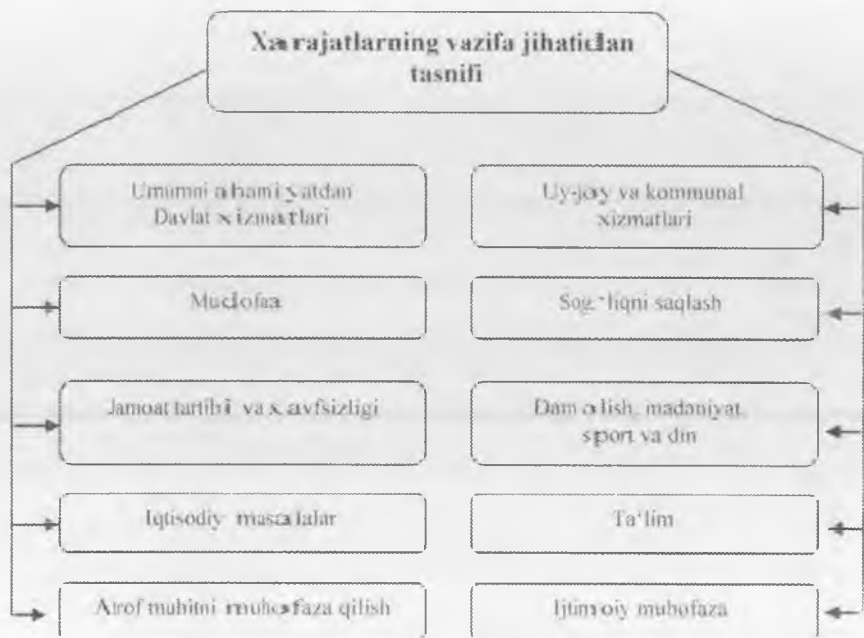 Xarajatlarning vazifa jihatidan
tasnifi
Umumni ahamiyatdan
Davlat xizmatlari
Mudofaa
Jamoat tartibi va xavfsizligi
Iqtisodiy masalalar
Atrof muhitni muhofaza qilish
Uy-joy va kommunal
xizmatlari
Sog‘liqni saqlash
Dam olish, madaniyat,
sport va din
Ta‘lim
Ijtimoiy muhofaza